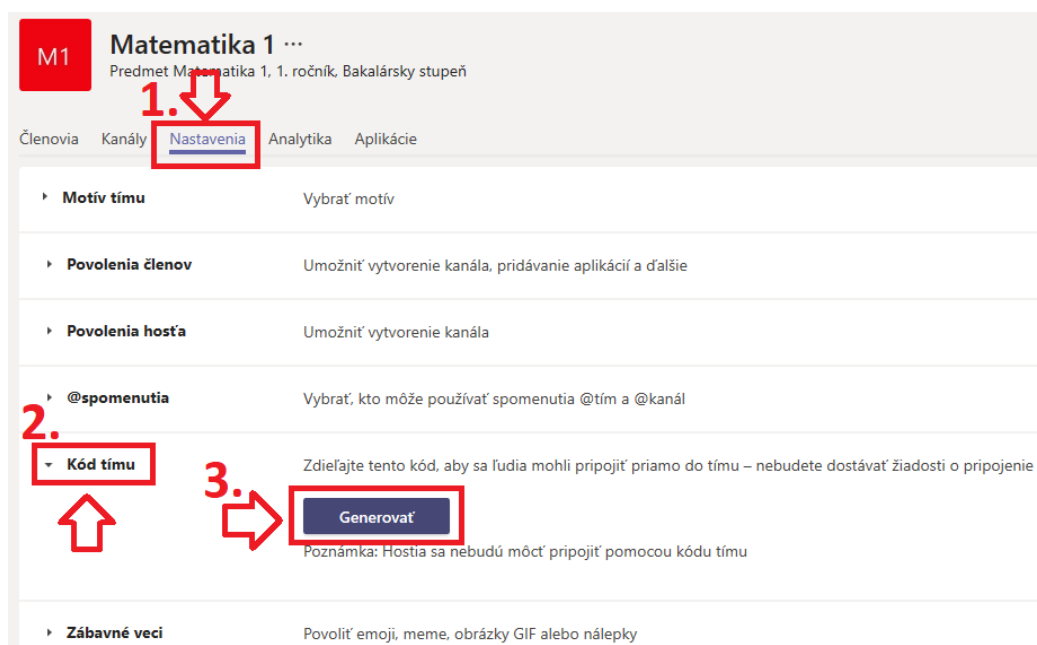 M1
Matematika 1 ···
Predmet Matematika 1, 1. ročník, Bakalársky stupeň
1.
Členovia Kanály Nastavenia Analytika Aplikácie
Motív tímu Vybrať motív
Povolenia členov Umožniť vytvorenie kanála, pridávanie aplikácií a ďalšie
Povolenia hosťa Umožniť vytvorenie kanála
@spomenutia Vybrať, kto môže používať spomenutia @tím a @kanál
2.
Kód tímu Zdieľajte tento kód, aby sa ľudia mohli pripojiť priamo do tímu – nebudete dostávať žiadosti o pripojenie
3.
Generovať
Poznámka: Hostia sa nebudú môcť pripojiť pomocou kódu tímu
Zábavné veci Povoliť emoji, meme, obrázky GIF alebo nálepky